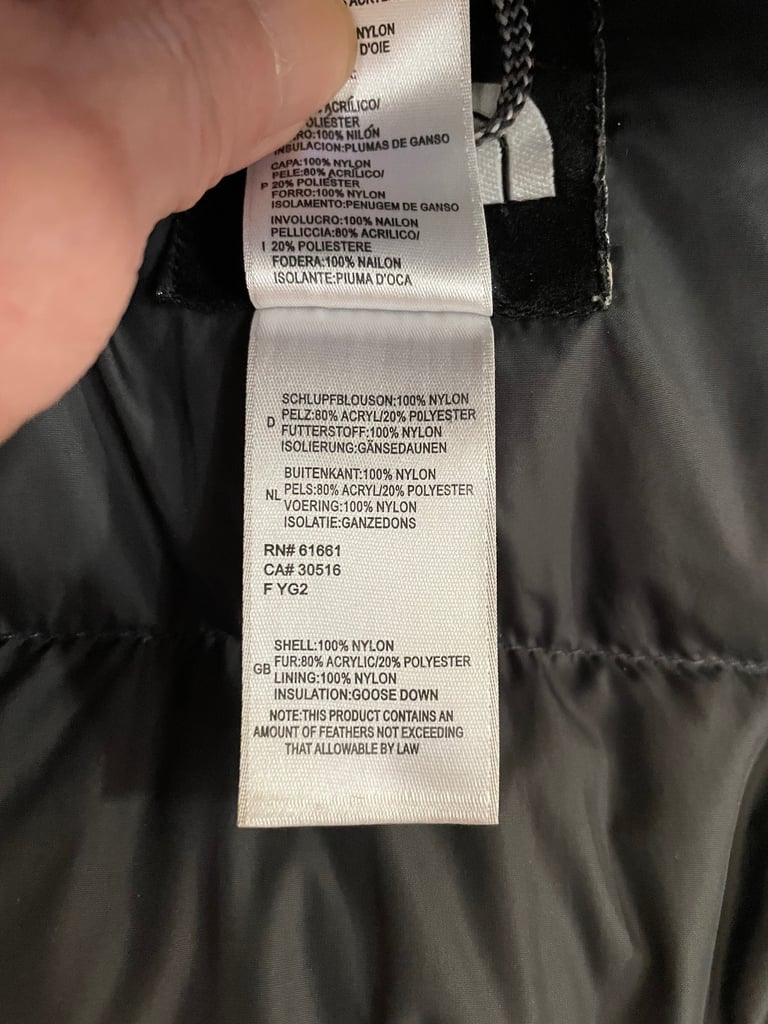 NYLON
D'OIE
ACRÍLICO/
OLIÉSTER
RO:100% NILÓN
INSULACION:PLUMAS DE GANSO
CAPA:100% NYLON
PELE:80% ACRÍLICO/
P 20% POLIÉSTER
FORRO:100% NYLON
ISOLAMENTO:PENUGEM DE GANSO
INVOLUCRO:100% NAILON
PELLICCIA:80% ACRILICO/
I 20% POLIESTERE
FODERA:100% NAILON
ISOLANTE:PIUMA D'OCA
SCHLUPFBLOUSON:100% NYLON
D PELZ:80% ACRYL/20% POLYESTER
FUTTERSTOFF:100% NYLON
ISOLIERUNG:GÄNSEDAUNEN
BUITENKANT:100% NYLON
NL PELS:80% ACRYL/20% POLYESTER
VOERING:100% NYLON
ISOLATIE:GANZEDONS
RN# 61661
CA# 30516
F YG2
SHELL:100% NYLON
GB FUR:80% ACRYLIC/20% POLYESTER
LINING:100% NYLON
INSULATION:GOOSE DOWN
NOTE:THIS PRODUCT CONTAINS AN
AMOUNT OF FEATHERS NOT EXCEEDING
THAT ALLOWABLE BY LAW